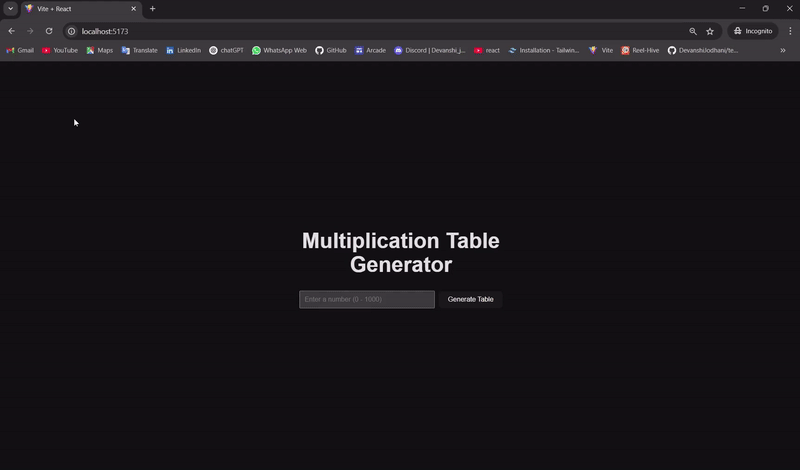 Vite + React
localhost:5173
Incognito
Gmail YouTube Maps Translate LinkedIn chatGPT WhatsApp Web GitHub Arcade Discord | Devanshi_j... react Installation - Tailwin... Vite Reel-Hive DevanshiJodhani/te...
Multiplication Table
Generator
Enter a number (0 - 1000) Generate Table